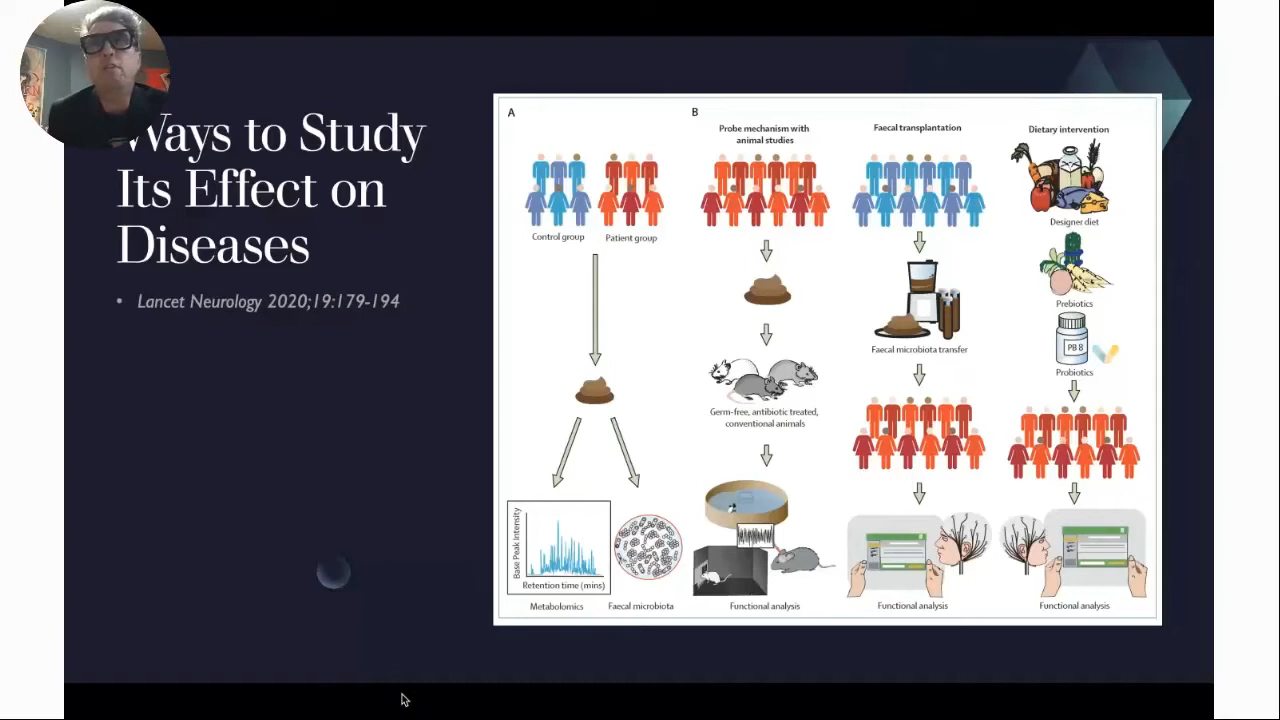 Ways to Study
Its Effect on
Diseases
• Lancet Neurology 2020;19:179-194
A
Control group
Patient group
Base Peak Intensity
Retention time (mins)
Metabolomics
Faecal microbiota
B
Probe mechanism with
animal studies
Germ-free, antibiotic treated,
conventional animals
Functional analysis
Faecal transplantation
Faecal microbiota transfer
Functional analysis
Dietary intervention
Designer diet
Prebiotics
PB 8
Probiotics
Functional analysis